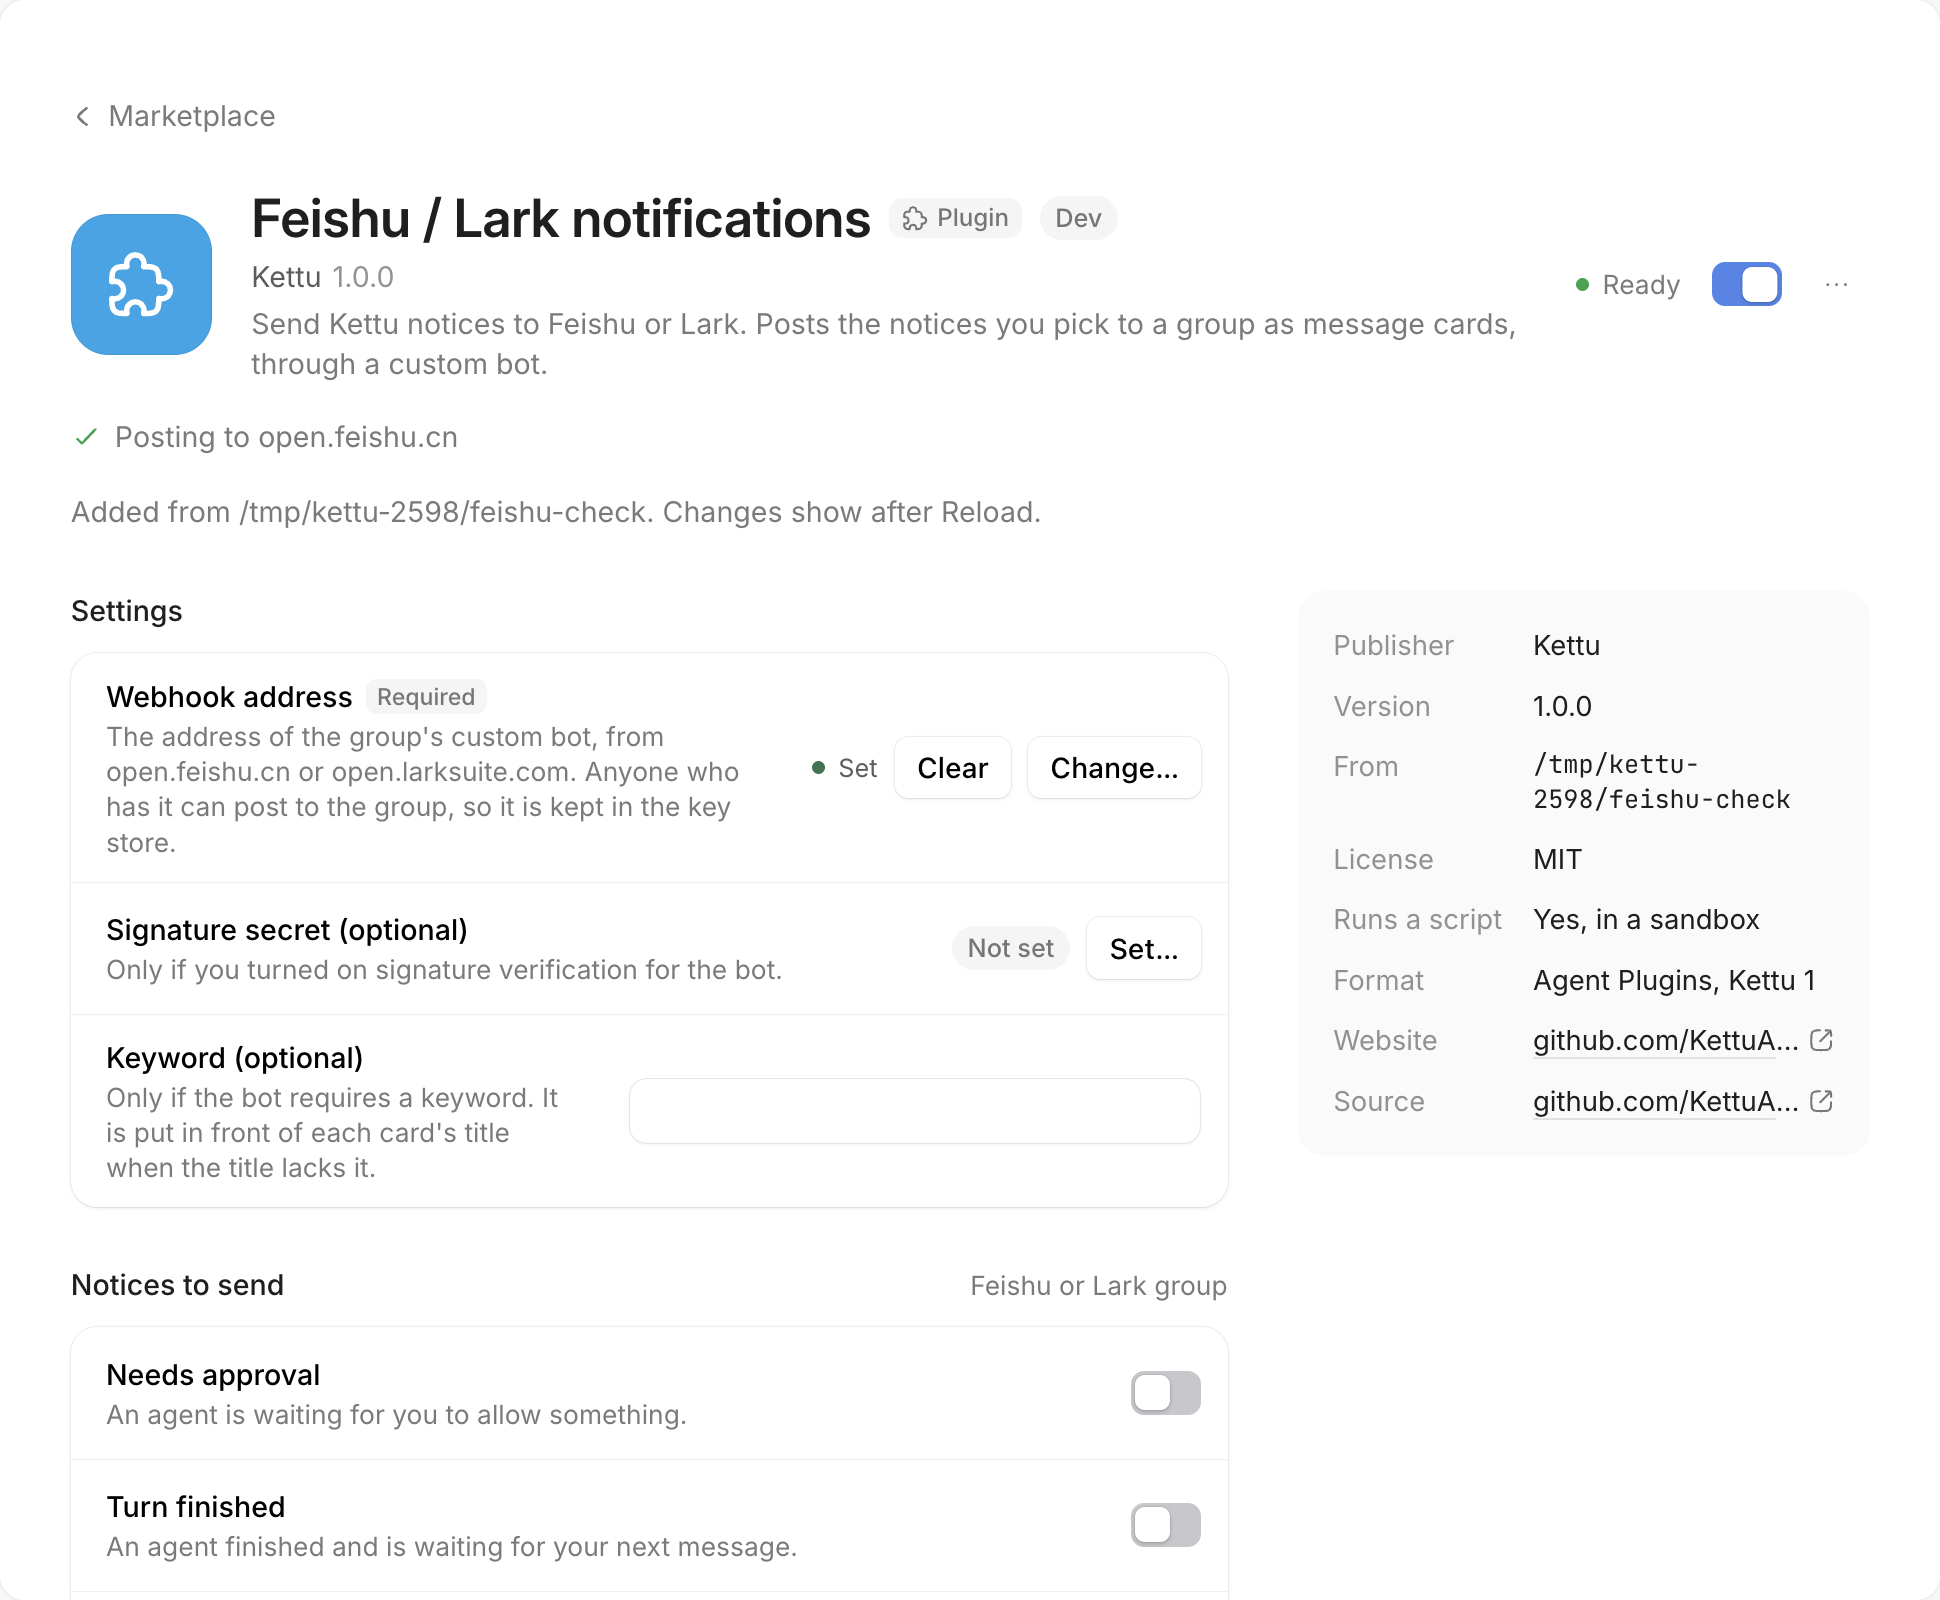 Marketplace
Feishu / Lark notifications
Plugin
Dev
Kettu 1.0.0
Send Kettu notices to Feishu or Lark. Posts the notices you pick to a group as message cards,
through a custom bot.
Ready
Posting to open.feishu.cn
Added from /tmp/kettu-2598/feishu-check. Changes show after Reload.
Settings
Webhook address
Required
The address of the group's custom bot, from
open.feishu.cn or open.larksuite.com. Anyone who
has it can post to the group, so it is kept in the key
store.
Set
Clear
Change...
Signature secret (optional)
Only if you turned on signature verification for the bot.
Not set
Set...
Keyword (optional)
Only if the bot requires a keyword. It
is put in front of each card's title
when the title lacks it.
Publisher Kettu
Version 1.0.0
From /tmp/kettu-
2598/feishu-check
License MIT
Runs a script Yes, in a sandbox
Format Agent Plugins, Kettu 1
Website github.com/KettuA...
Source github.com/KettuA...
Notices to send
Feishu or Lark group
Needs approval
An agent is waiting for you to allow something.
Turn finished
An agent finished and is waiting for your next message.